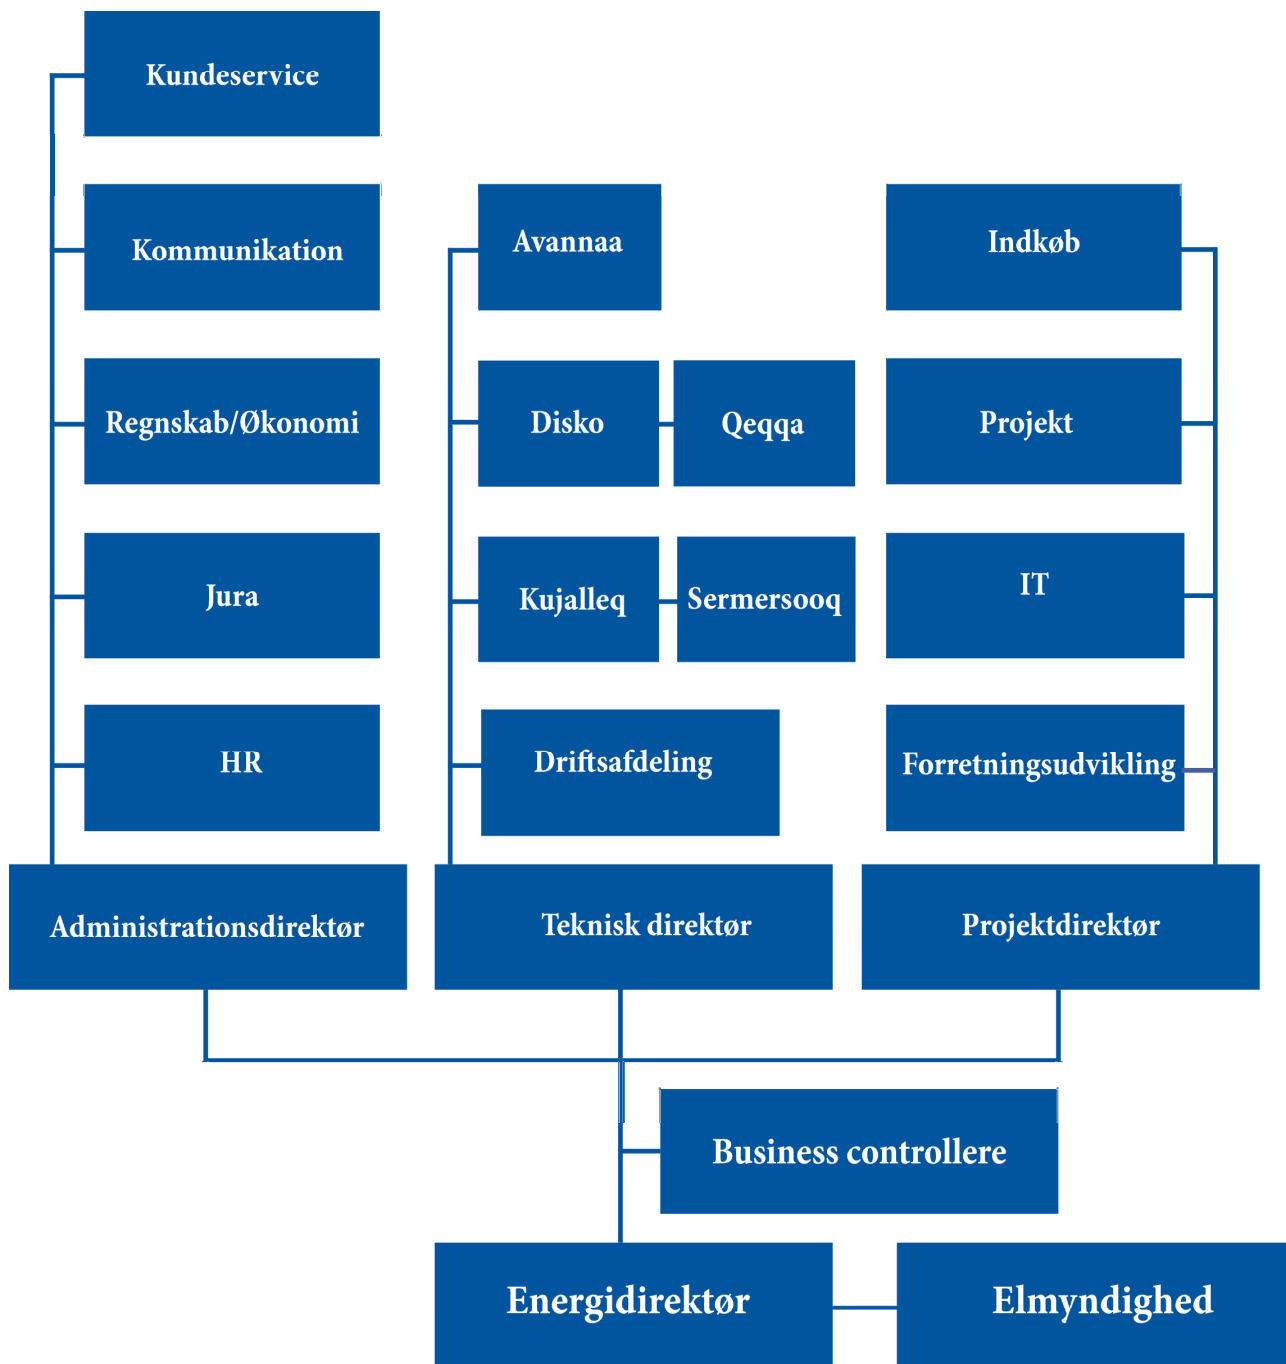 Kundeservice
Kommunikation
Regnskab/Økonomi
Jura
HR
Administrationsdirektør
Avannaa
Disko
Qeqqa
Kujalleq
Sermersooq
Driftsafdeling
Teknisk direktør
Indkøb
Projekt
IT
Forretningsudvikling
Projektdirektør
Business controllere
Energidirektør
Elmyndighed